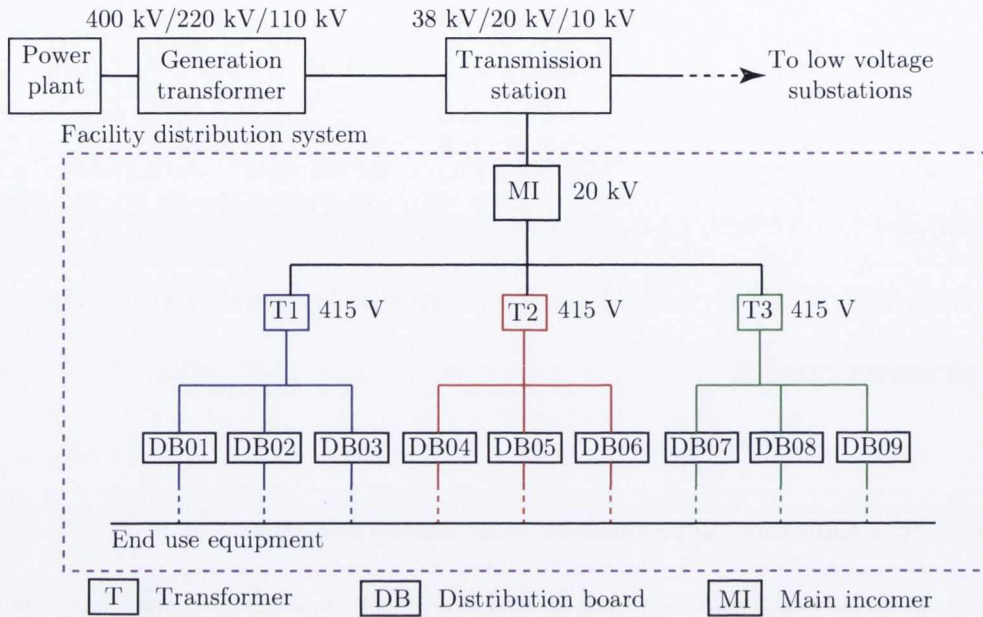 400 kV/220 kV/110 kV
38 kV/20 kV/10 kV
Power
plant
Generation
transformer
Transmission
station
To low voltage
substations
Facility distribution system
MI
20 kV
T1
415 V
T2
415 V
T3
415 V
DB01
DB02
DB03
DB04
DB05
DB06
DB07
DB08
DB09
End use equipment
T
Transformer
DB
Distribution board
MI
Main incomer